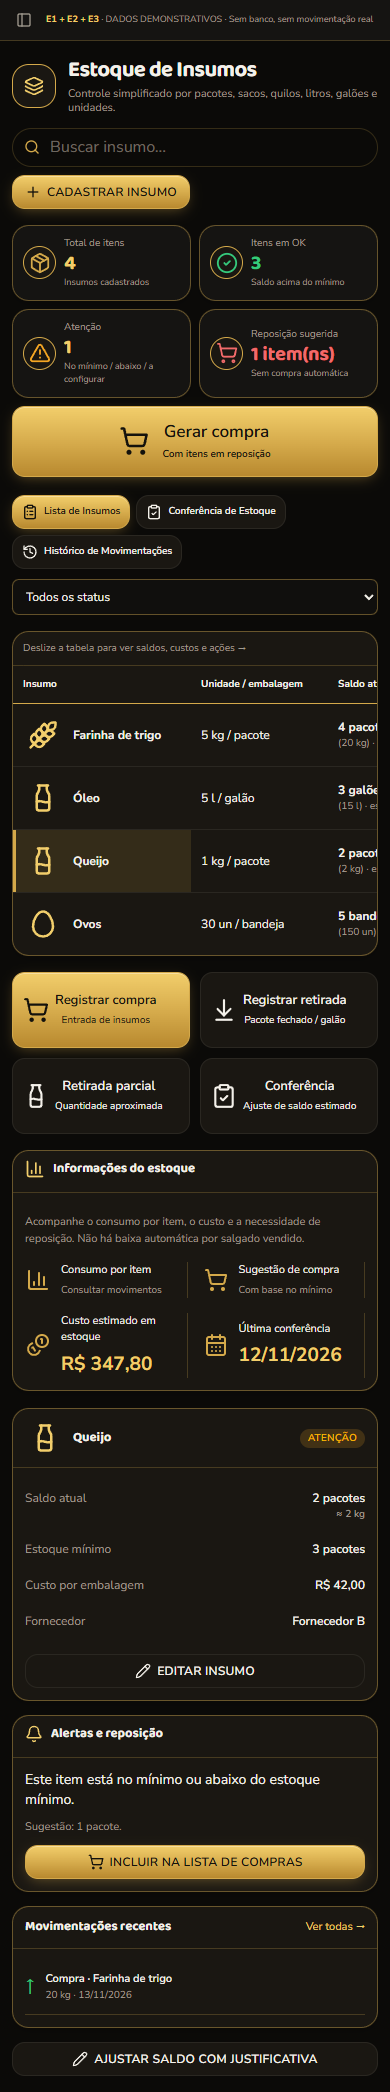 E1 + E2 + E3 · DADOS DEMONSTRATIVOS · Sem banco, sem movimentação real
Estoque de Insumos
Controle simplificado por pacotes, sacos, quilos, litros, galões e
unidades.
Buscar insumo...
CADASTRAR INSUMO
Total de itens
4
Insumos cadastrados
Itens em OK
3
Saldo acima do mínimo
Atenção
1
No mínimo / abaixo / a
configurar
Reposição sugerida
1 item(ns)
Sem compra automática
Gerar compra
Com itens em reposição
Lista de Insumos
Conferência de Estoque
Histórico de Movimentações
Todos os status
Deslize a tabela para ver saldos, custos e ações →
Insumo Unidade / embalagem Saldo at
Farinha de trigo 5 kg / pacote 4 pacot
(20 kg) ·
Óleo 5 l / galão 3 galõe
(15 l) · es
Queijo 1 kg / pacote 2 pacot
(2 kg) · e
Ovos 30 un / bandeja 5 band
(150 un)
Registrar compra
Entrada de insumos
Registrar retirada
Pacote fechado / galão
Retirada parcial
Quantidade aproximada
Conferência
Ajuste de saldo estimado
Informações do estoque
Acompanhe o consumo por item, o custo e a necessidade de
reposição. Não há baixa automática por salgado vendido.
Consumo por item
Consultar movimentos
Sugestão de compra
Com base no mínimo
Custo estimado em
estoque
R$ 347,80
Última conferência
12/11/2026
Queijo ATENÇÃO
Saldo atual 2 pacotes
≈ 2 kg
Estoque mínimo 3 pacotes
Custo por embalagem R$ 42,00
Fornecedor Fornecedor B
EDITAR INSUMO
Alertas e reposição
Este item está no mínimo ou abaixo do estoque
mínimo.
Sugestão: 1 pacote.
INCLUIR NA LISTA DE COMPRAS
Movimentações recentes Ver todas →
↑ Compra · Farinha de trigo
20 kg · 13/11/2026
AJUSTAR SALDO COM JUSTIFICATIVA